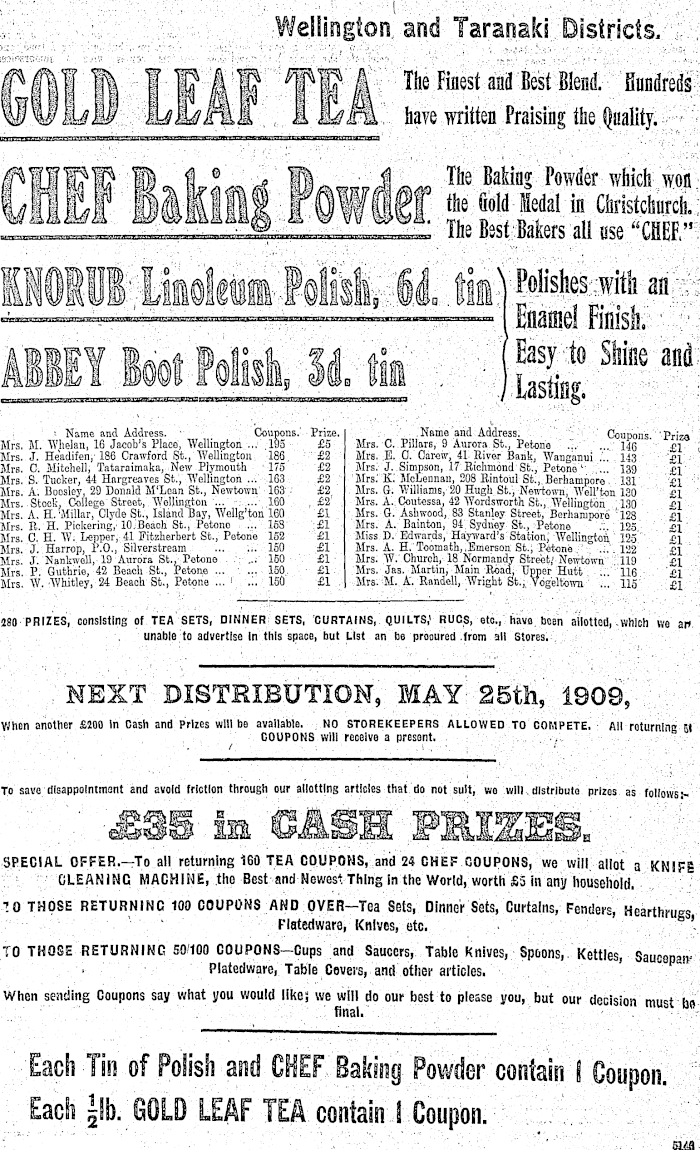 Wellington and Taranaki Districts.
GOLD LEAF TEA
The Finest and Best Blend. Hundreds
have written Praising the Quality.
CHEF Baking Powder
The Baking Powder which won
the Gold Medal in Christchurch.
The Best Bakers all use "CHEF."
KNORUB Linoleum Polish, 6d. tin
ABBEY Boot Polish, 3d. tin
Polishes with an
Enamel Finish.
Easy to Shine and
Lasting.
Name and Address. Coupons. Prize.
Mrs. M. Whelan, 16 Jacob's Place, Wellington ... 195 £5
Mrs. J. Headifen, 186 Crawford St., Wellington 186 £2
Mrs. C. Mitchell, Tataraimaka, New Plymouth 175 £2
Mrs. S. Tucker, 44 Hargreaves St., Wellington ... 163 £2
Mrs. A. Boosley, 29 Donald M'Lean St., Newtown 163 £2
Mrs. Stock, College Street, Wellington ... ... 160 £2
Mrs. A. H. Millar, Clyde St., Island Bay, Wellg'ton 160 £1
Mrs. R. H. Pickering, 10 Beach St., Petone ... 158 £1
Mrs. C. H. W. Lepper, 41 Fitzherbert St., Petone 152 £1
Mrs. J. Harrop, P.O., Silverstream ... ... 150 £1
Mrs. J. Nankwell, 19 Aurora St., Petone ... 150 £1
Mrs. P. Guthrie, 42 Beach St., Petone ... ... 150 £1
Mrs. W. Whitley, 24 Beach St., Petone ... ... 150 £1
Name and Address. Coupons. Prize
Mrs. C. Pillars, 9 Aurora St., Petone ... ... 146 £1
Mrs. E. C. Carew, 41 River Bank, Wanganui ... 143 £1
Mrs. J. Simpson, 17 Richmond St., Petone ... 139 £1
Mrs. K. McLennan, 208 Rintoul St., Berhampore 131 £1
Mrs. G. Williams, 20 Hugh St., Newtown, Well'ton 130 £1
Mrs. A. Contessa, 42 Wordsworth St., Wellington 130 £1
Mrs. G. Ashwood, 83 Stanley Street, Berhampore 128 £1
Mrs. A. Bainton, 94 Sydney St., Petone ... 125 £1
Miss D. Edwards, Hayward's Station, Wellington 125 £1
Mrs. A. H. Toomath, Emerson St., Petone ... 122 £1
Mrs. W. Church, 18 Normandy Street, Newtown 119 £1
Mrs. Jas. Martin, Main Road, Upper Hutt ... 116 £1
Mrs. M. A. Randell, Wright St., Vogeltown ... 115 £1
280 PRIZES, consisting of TEA SETS, DINNER SETS, CURTAINS, QUILTS, RUGS, etc., have been allotted, which we ar
unable to advertise in this space, but List an be procured from all Stores.
NEXT DISTRIBUTION, MAY 25th, 1909,
When another £200 in Cash and Prizes will be available. NO STOREKEEPERS ALLOWED TO COMPETE. All returning
COUPONS will receive a present.
To save disappointment and avoid friction through our allotting articles that do not suit, we will distribute prizes as follows:-
£35 in CASH PRIZES.
SPECIAL OFFER.—To all returning 160 TEA COUPONS, and 24 CHEF COUPONS, we will allot a KNIFE
CLEANING MACHINE, the Best and Newest Thing in the World, worth £5 in any household.
TO THOSE RETURNING 100 COUPONS AND OVER—Tea Sets, Dinner Sets, Curtains, Fenders, Hearthrugs,
Flatedware, Knives, etc.
TO THOSE RETURNING 50/100 COUPONS—Cups and Saucers, Table Knives, Spoons, Kettles, Saucepan
Platedware, Table Covers, and other articles.
When sending Coupons say what you would like; we will do our best to please you, but our decision must be
final.
Each Tin of Polish and CHEF Baking Powder contain 1 Coupon.
Each ½lb. GOLD LEAF TEA contain 1 Coupon.